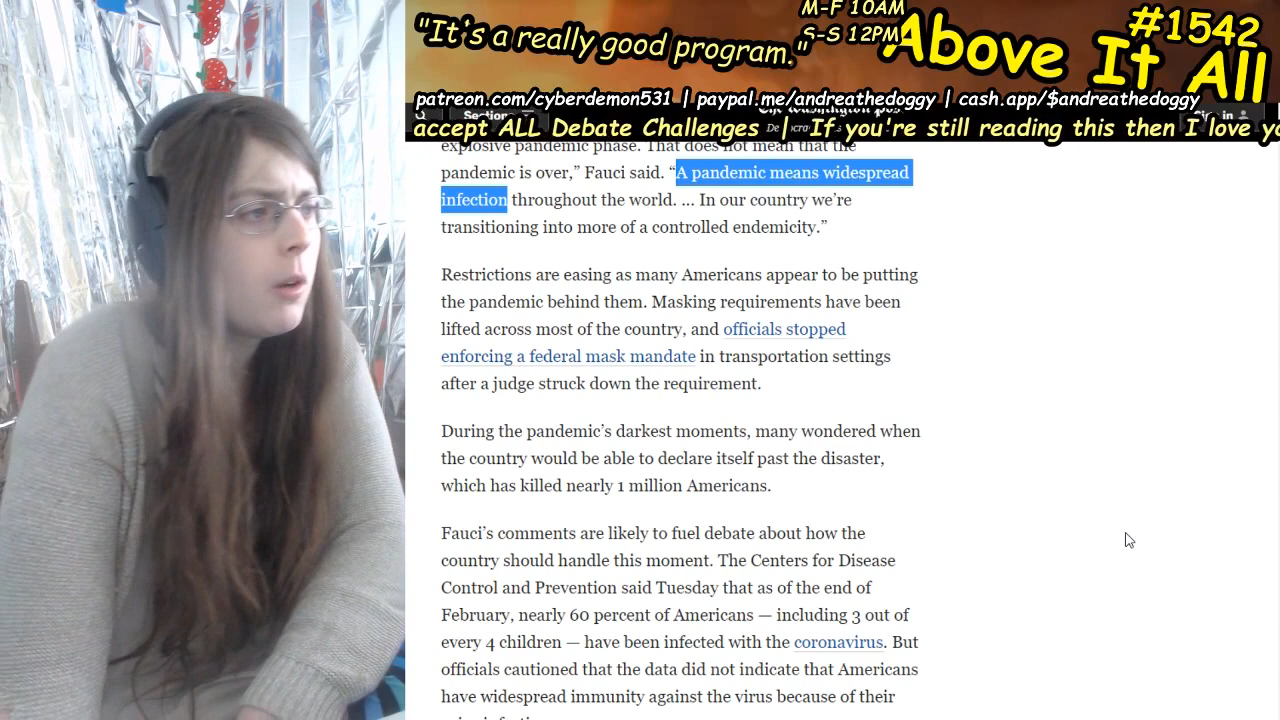 "It's a really good program."
M-F 10AM
S-S 12PM
Above It All
#1542
patreon.com/cyberdemon531 | paypal.me/andreathedoggy | cash.app/$andreathedoggy
accept ALL Debate Challenges | If you're still reading this then I love
explosive pandemic phase. That does not mean that the
pandemic is over,” Fauci said. “A pandemic means widespread
infection throughout the world. ... In our country we’re
transitioning into more of a controlled endemicity.”
Restrictions are easing as many Americans appear to be putting
the pandemic behind them. Masking requirements have been
lifted across most of the country, and officials stopped
enforcing a federal mask mandate in transportation settings
after a judge struck down the requirement.
During the pandemic’s darkest moments, many wondered when
the country would be able to declare itself past the disaster,
which has killed nearly 1 million Americans.
Fauci’s comments are likely to fuel debate about how the
country should handle this moment. The Centers for Disease
Control and Prevention said Tuesday that as of the end of
February, nearly 60 percent of Americans — including 3 out of
every 4 children — have been infected with the coronavirus. But
officials cautioned that the data did not indicate that Americans
have widespread immunity against the virus because of their